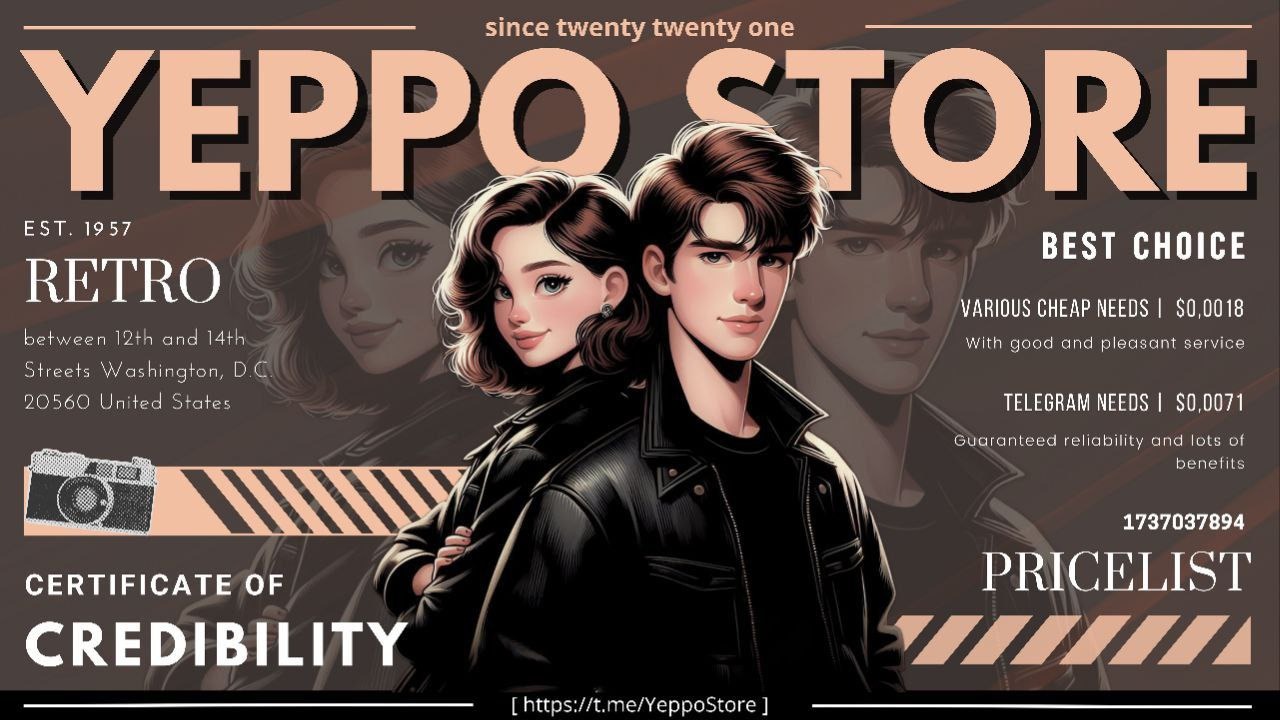 since twenty twenty one
YEPPO STORE
EST. 1957
RETRO
between 12th and 14th
Streets Washington, D.C.
20560 United States
CERTIFICATE OF
CREDIBILITY
BEST CHOICE
VARIOUS CHEAP NEEDS | $0,0018
With good and pleasant service
TELEGRAM NEEDS | $0,0071
Guaranteed reliability and lots of
benefits
1737037894
PRICELIST
[ https://t.me/YeppoStore ]